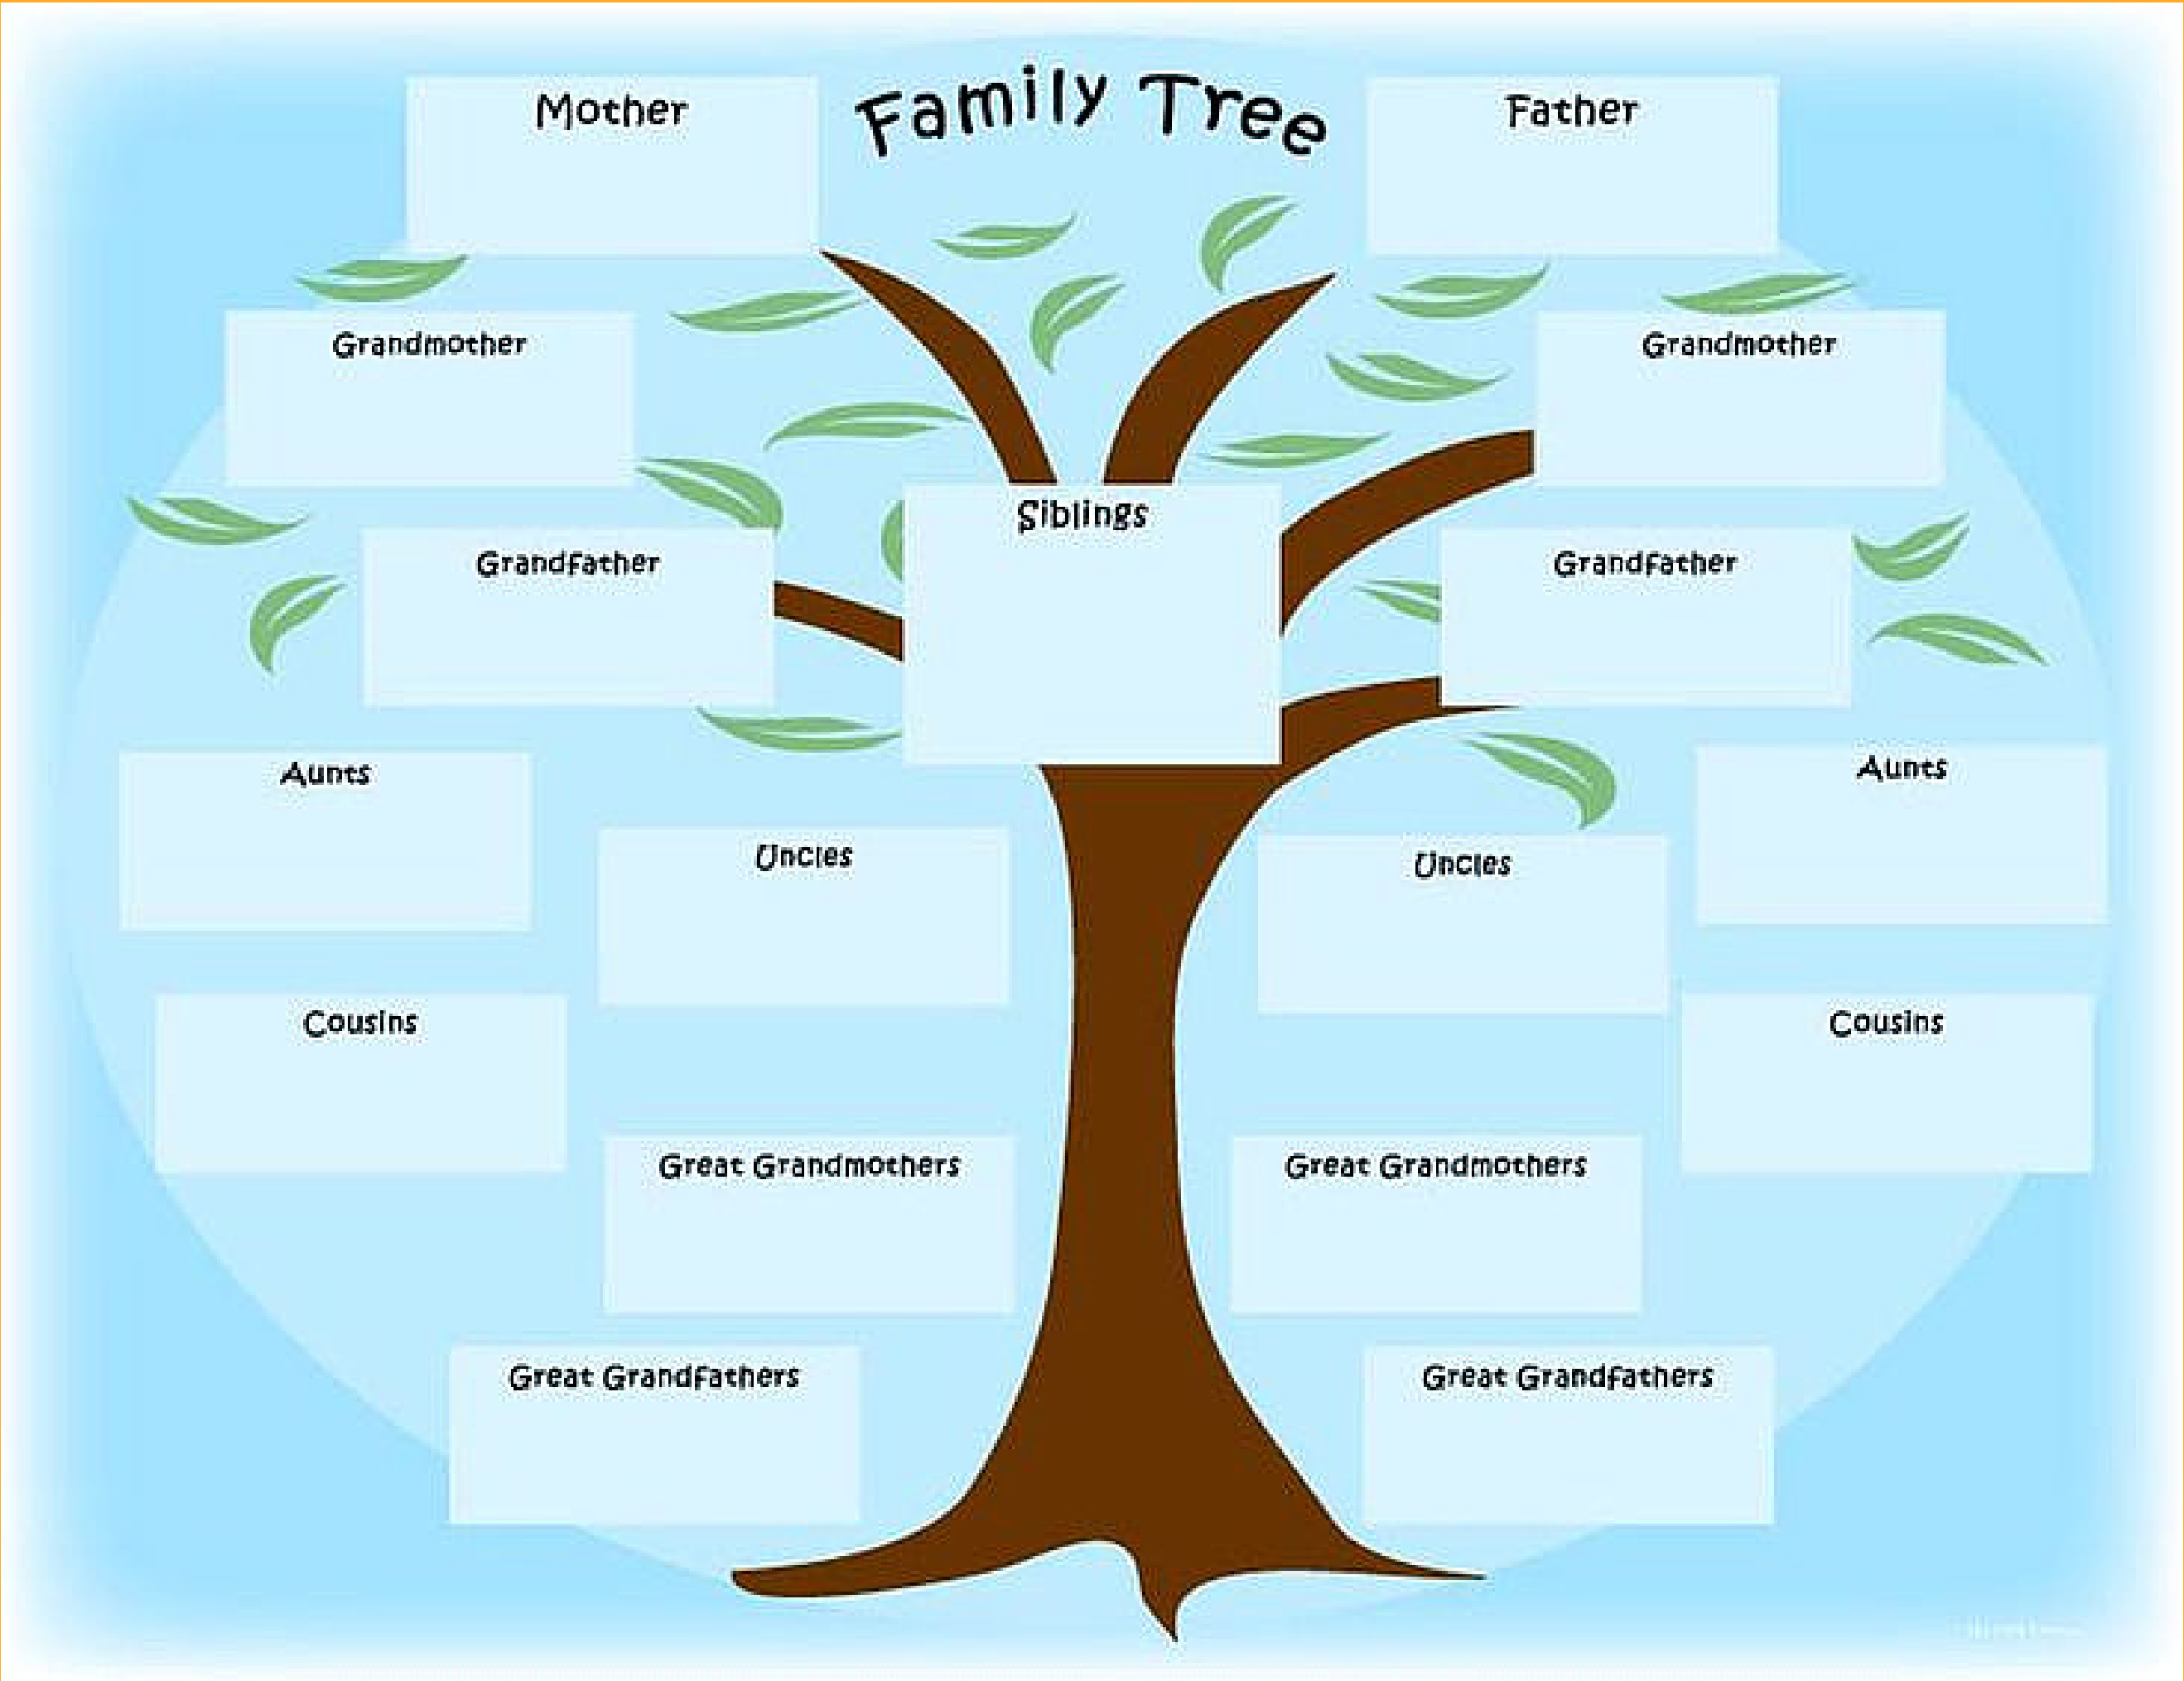 Family Tree
Mother
Father
Grandmother
Grandmother
Siblings
Grandfather
Grandfather
Aunts
Aunts
Uncles
Uncles
Cousins
Cousins
Great Grandmothers
Great Grandmothers
Great Grandfathers
Great Grandfathers